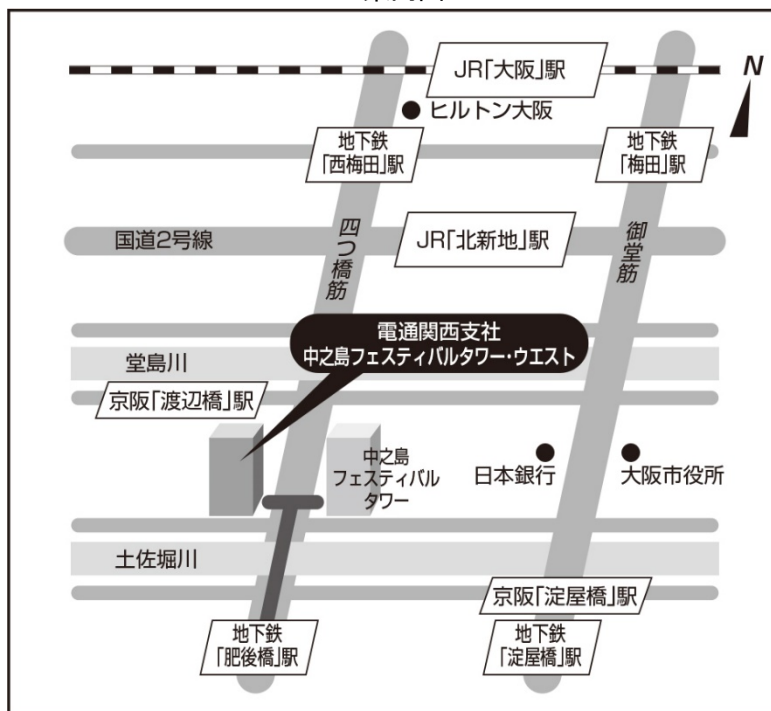 JR「大阪」駅
N
ヒルトン大阪
地下鉄
「西梅田」駅
地下鉄
「梅田」駅
国道2号線
四つ橋筋
JR「北新地」駅
御堂筋
電通関西支社
中之島フェスティバルタワー・ウエスト
堂島川
京阪「渡辺橋」駅
中之島
フェスティバル
タワー
日本銀行
大阪市役所
土佐堀川
京阪「淀屋橋」駅
地下鉄
「肥後橋」駅
地下鉄
「淀屋橋」駅